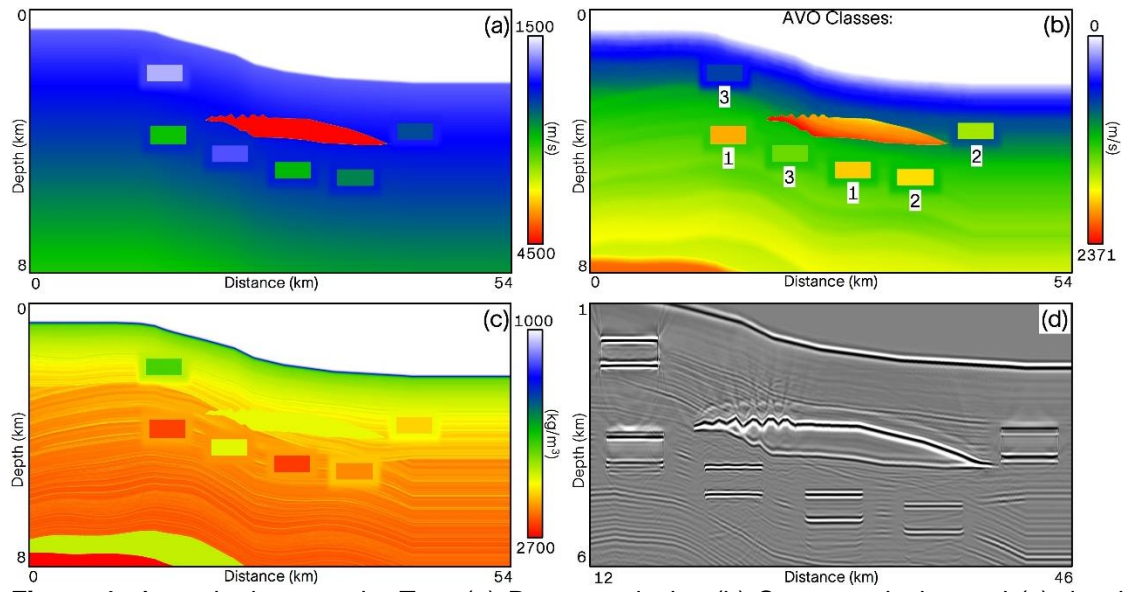 0
Depth (km)
8
0
Distance (km)
54
(a)
1500
(m/s)
4500
0
Depth (km)
8
0
Distance (km)
54
AVO Classes:
3
1
3
1
2
2
(b)
0
(m/s)
2371
0
Depth (km)
8
0
Distance (km)
54
(c)
1000
(kg/m³)
2700
1
Depth (km)
6
12
Distance (km)
46
(d)